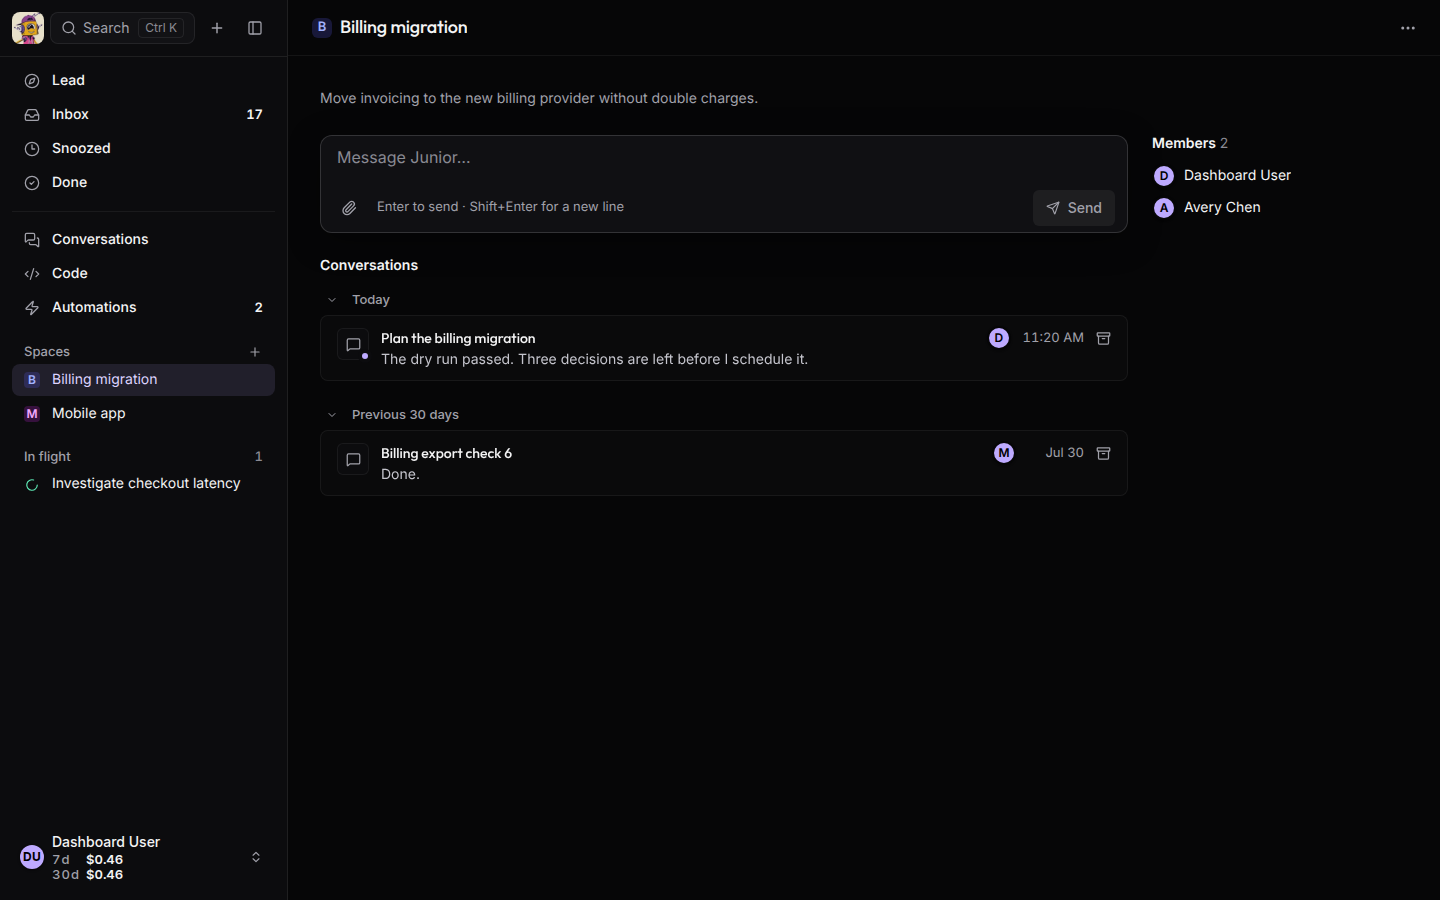 Search Ctrl K
Lead
Inbox 17
Snoozed
Done
Conversations
Code
Automations 2
Spaces
B Billing migration
M Mobile app
In flight 1
Investigate checkout latency
DU Dashboard User
7d $0.46
30d $0.46
B Billing migration
Move invoicing to the new billing provider without double charges.
Message Junior...
Enter to send · Shift+Enter for a new line
Send
Conversations
Today
Plan the billing migration D 11:20 AM
The dry run passed. Three decisions are left before I schedule it.
Previous 30 days
Billing export check 6 M Jul 30
Done.
Members 2
D Dashboard User
A Avery Chen